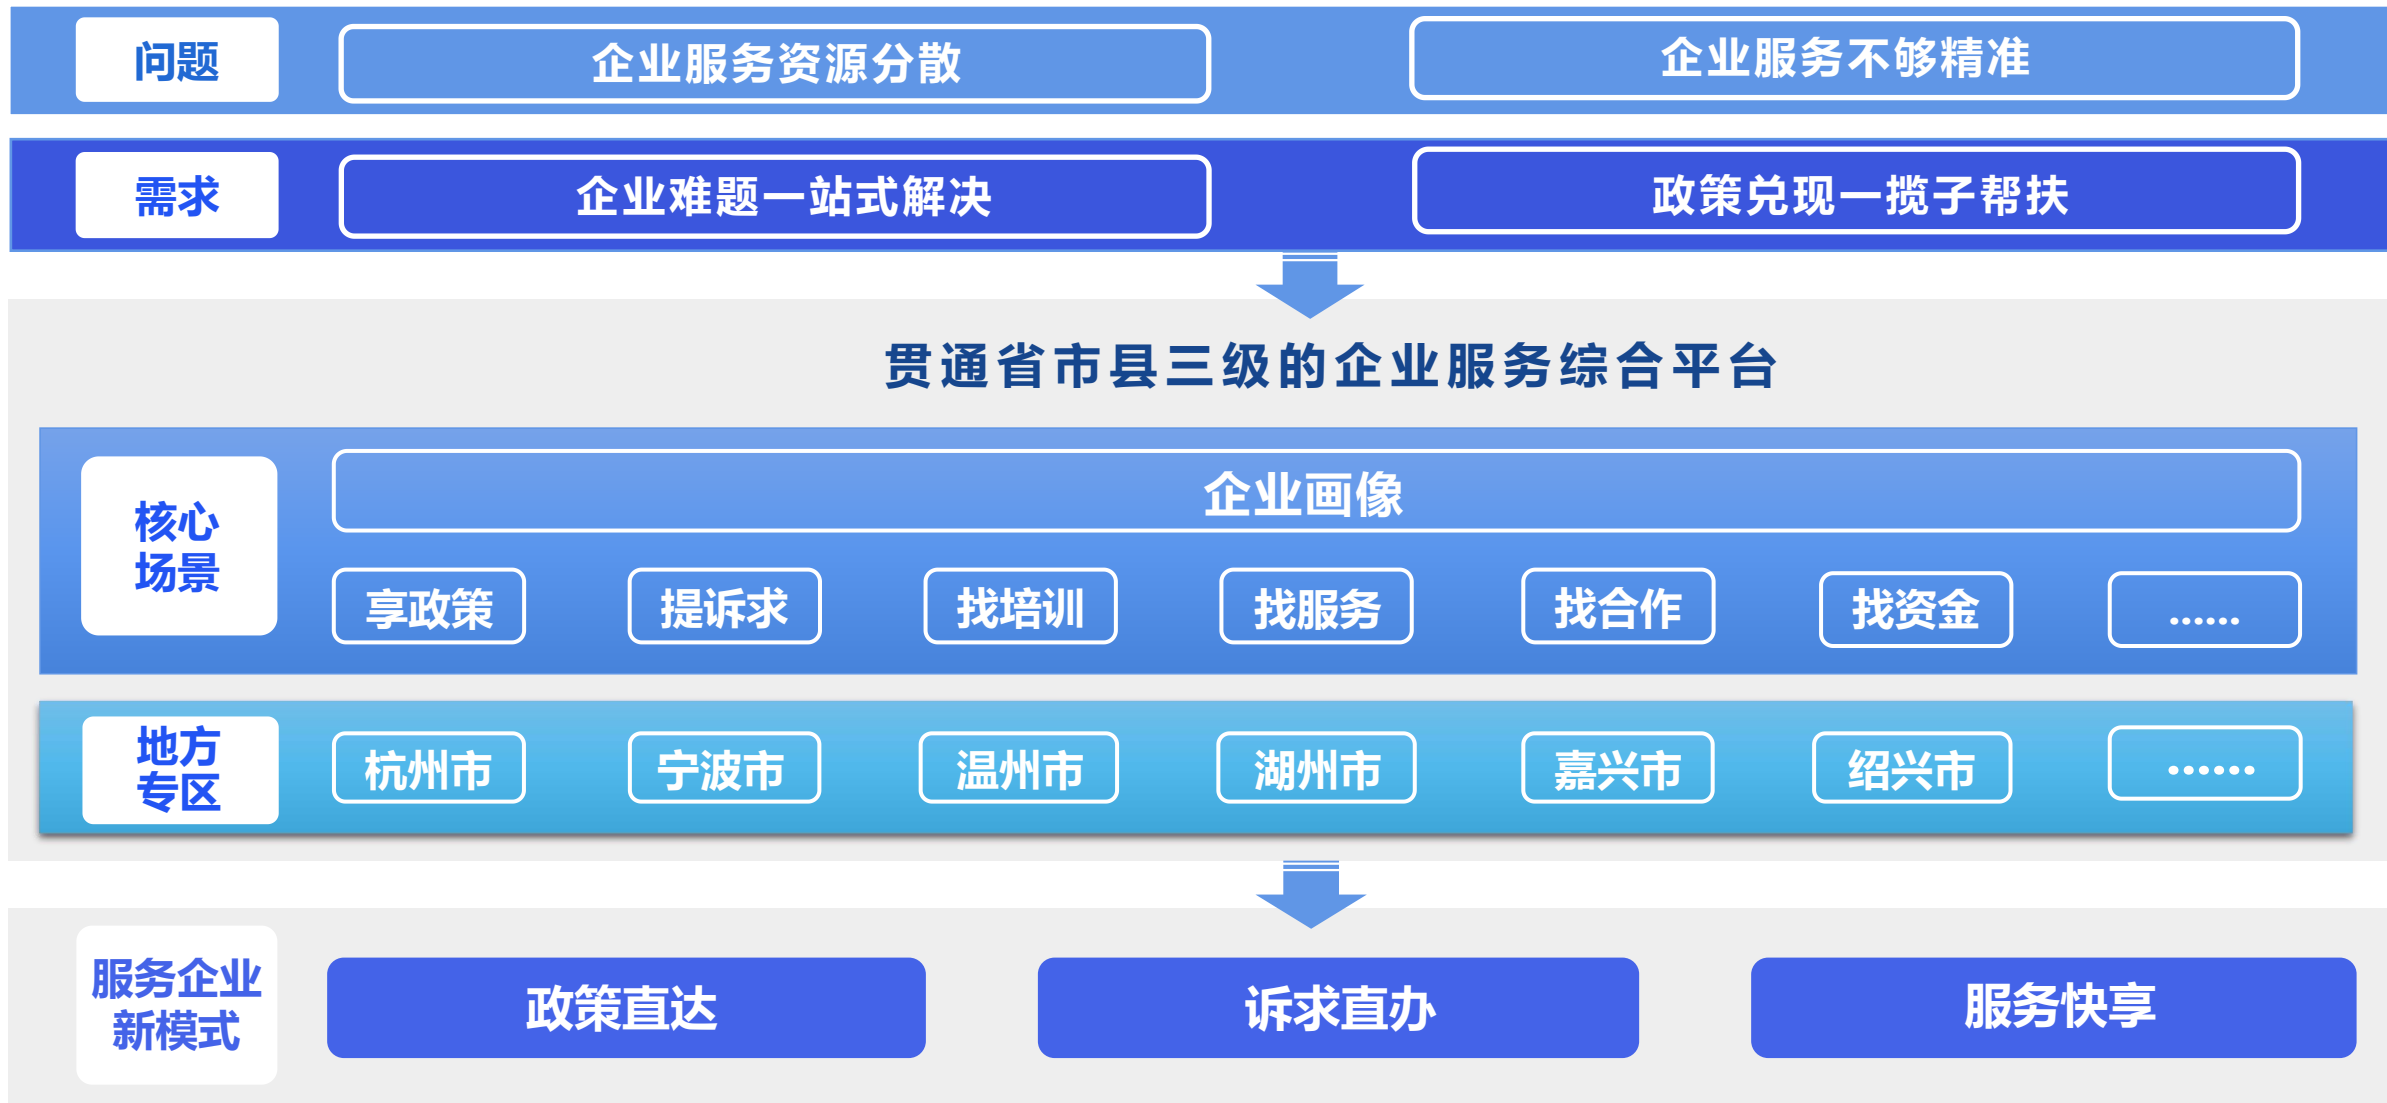 问题
企业服务资源分散
企业服务不够精准
需求
企业难题一站式解决
政策兑现一揽子帮扶
贯通省市县三级的企业服务综合平台
核心
场景
企业画像
享政策
提诉求
找培训
找服务
找合作
找资金
......
地方
专区
杭州市
宁波市
温州市
湖州市
嘉兴市
绍兴市
......
服务企业
新模式
政策直达
诉求直办
服务快享